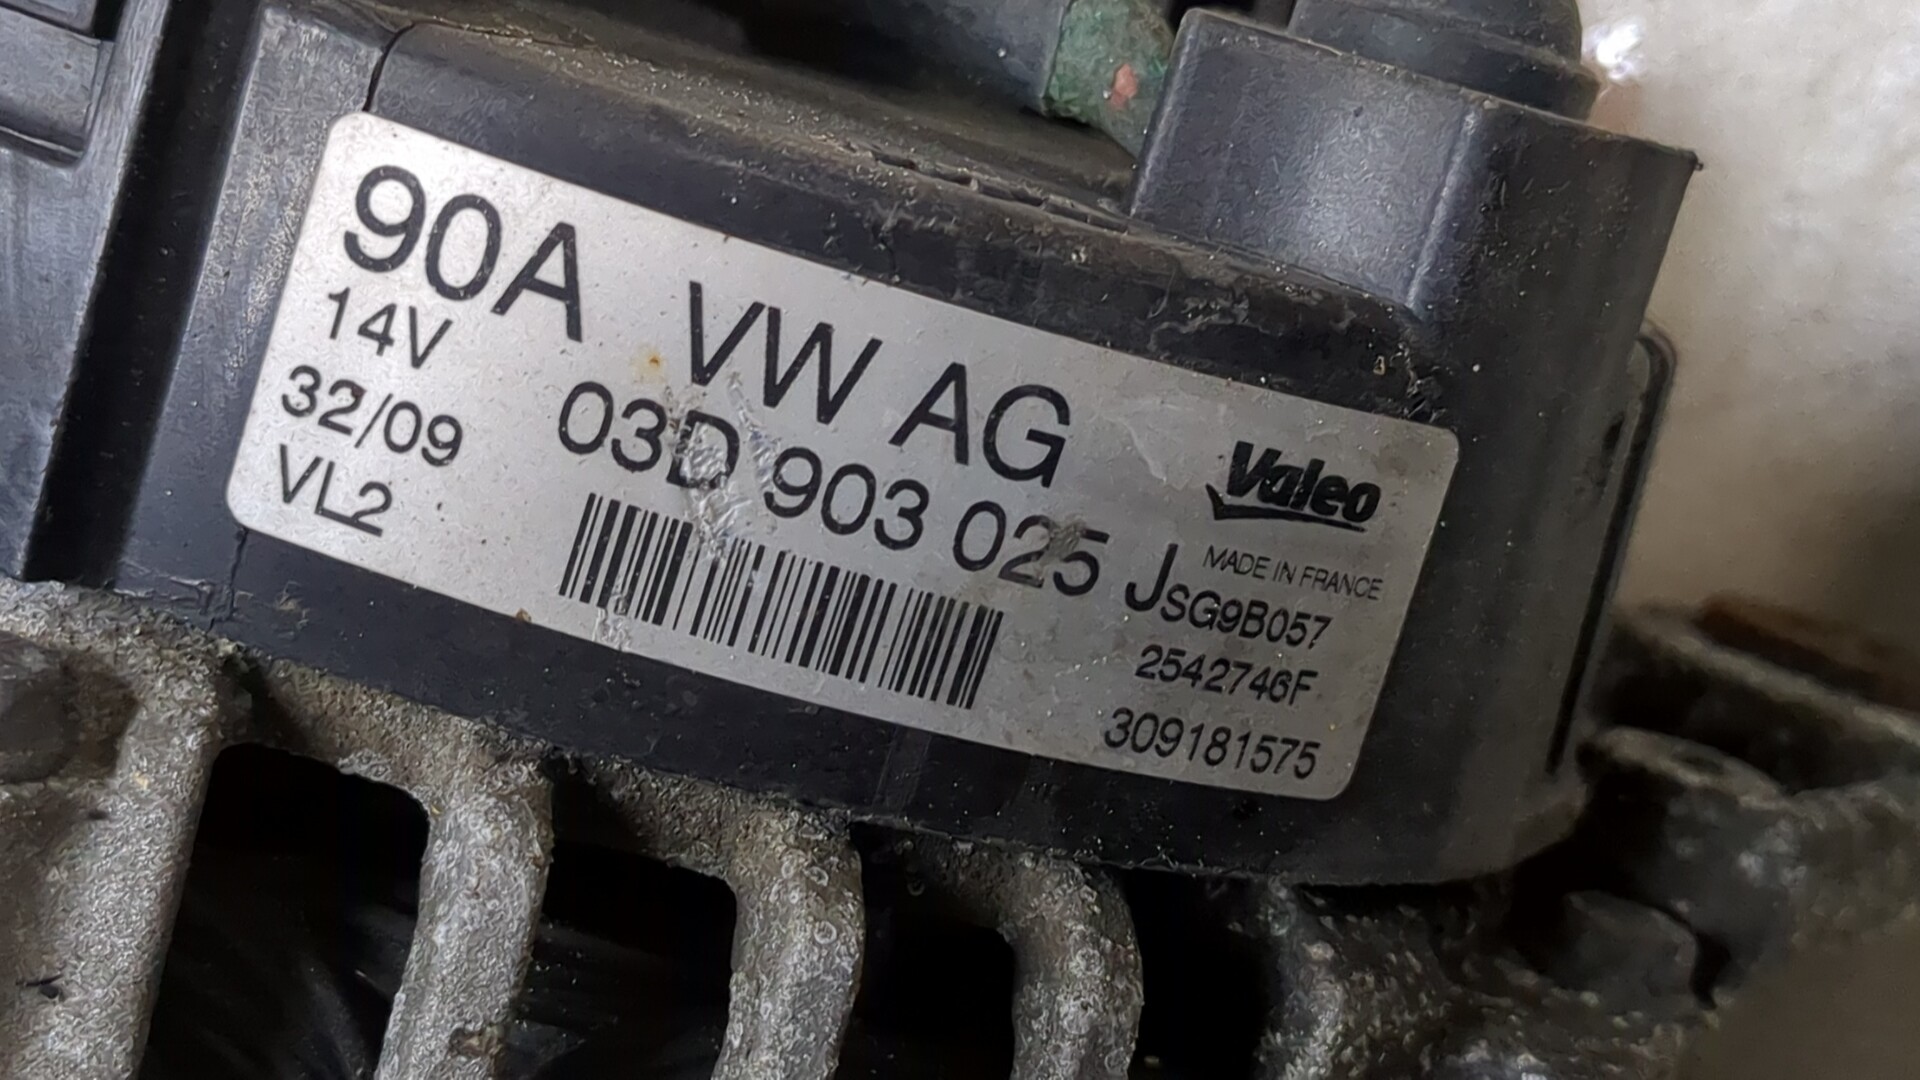 90A VW AG
14V
32/09 03D 903 025 J
VL2
Valeo
MADE IN FRANCE
SG9B057
2542746F
309181575